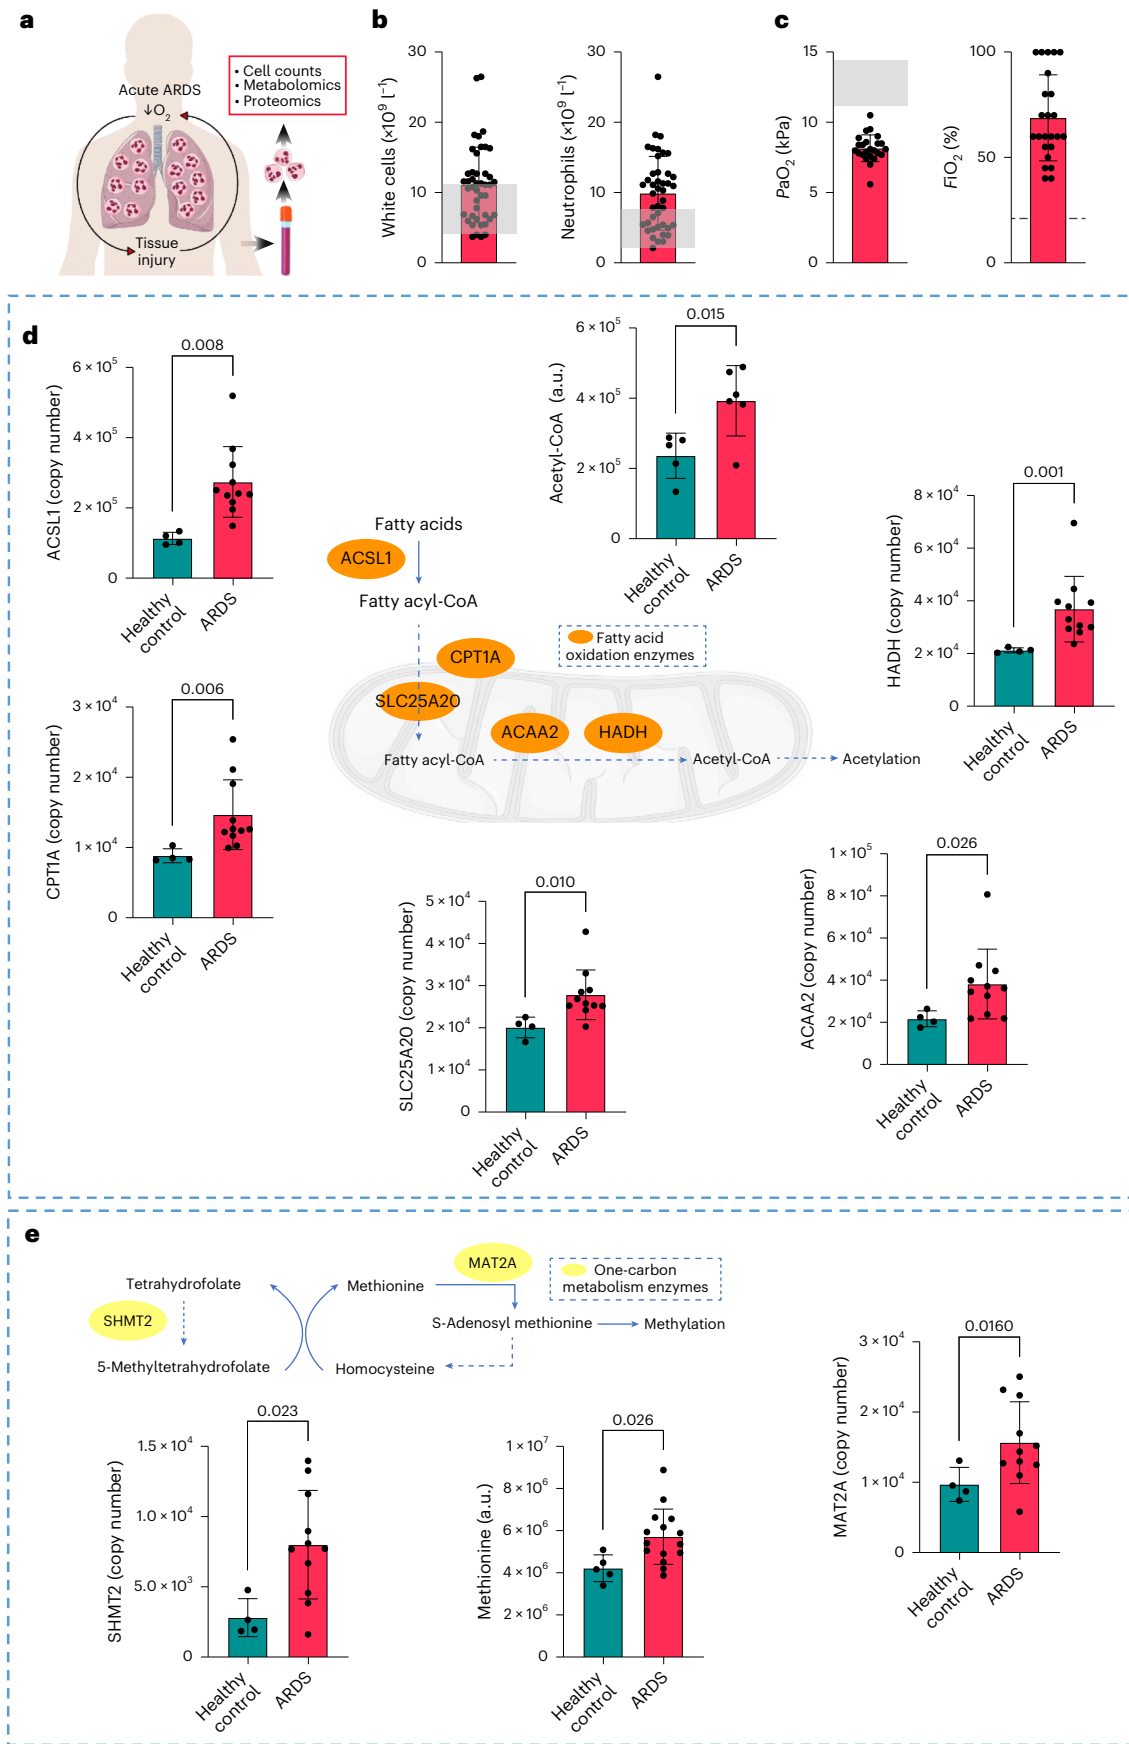 a
Acute ARDS
↓O2
Tissue
injury
• Cell counts
• Metabolomics
• Proteomics
b
White cells (×10⁹ l⁻¹)
30
20
10
0
Neutrophils (×10⁹ l⁻¹)
30
20
10
0
c
PaO2 (kPa)
15
10
5
0
FiO2 (%)
100
50
0
d
ACSL1 (copy number)
0.008
6 × 10⁵
4 × 10⁵
2 × 10⁵
0
Healthy
control
ARDS
Acetyl-CoA (a.u.)
0.015
6 × 10⁵
4 × 10⁵
2 × 10⁵
0
Healthy
control
ARDS
HADH (copy number)
0.001
8 × 10⁴
6 × 10⁴
4 × 10⁴
2 × 10⁴
0
Healthy
control
ARDS
Fatty acids
ACSL1
Fatty acyl-CoA
CPT1A
Fatty acid
oxidation enzymes
SLC25A20
ACAA2
HADH
Fatty acyl-CoA
Acetyl-CoA
Acetylation
CPT1A (copy number)
0.006
3 × 10⁴
2 × 10⁴
1 × 10⁴
0
Healthy
control
ARDS
SLC25A20 (copy number)
0.010
5 × 10⁴
4 × 10⁴
3 × 10⁴
2 × 10⁴
1 × 10⁴
0
Healthy
control
ARDS
ACAA2 (copy number)
0.026
1 × 10⁵
8 × 10⁴
6 × 10⁴
4 × 10⁴
2 × 10⁴
0
Healthy
control
ARDS
e
Tetrahydrofolate
SHMT2
5-Methyltetrahydrofolate
Methionine
MAT2A
One-carbon
metabolism enzymes
S-Adenosyl methionine
Methylation
Homocysteine
SHMT2 (copy number)
0.023
1.5 × 10⁴
1.0 × 10⁴
5.0 × 10³
0
Healthy
control
ARDS
Methionine (a.u.)
0.026
1 × 10⁷
8 × 10⁶
6 × 10⁶
4 × 10⁶
2 × 10⁶
0
Healthy
control
ARDS
MAT2A (copy number)
0.0160
3 × 10⁴
2 × 10⁴
1 × 10⁴
0
Healthy
control
ARDS